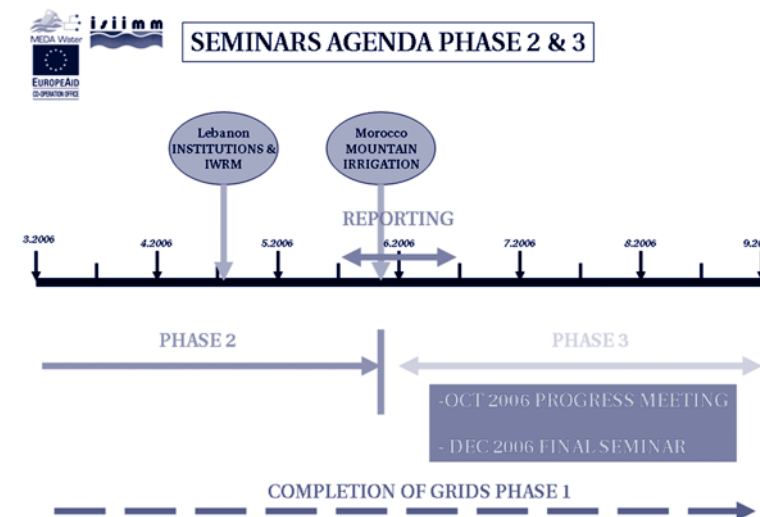 MEDA Water
isiimm
EUROPEAID
CO-OPERATION OFFICE
SEMINARS AGENDA PHASE 2 & 3
Lebanon
INSTITUTIONS &
IWRM
Morocco
MOUNTAIN
IRRIGATION
REPORTING
3.2006
4.2006
5.2006
6.2006
7.2006
8.2006
PHASE 2
PHASE 3
-OCT 2006 PROGRESS MEETING
- DEC 2006 FINAL SEMINAR
COMPLETION OF GRIDS PHASE 1